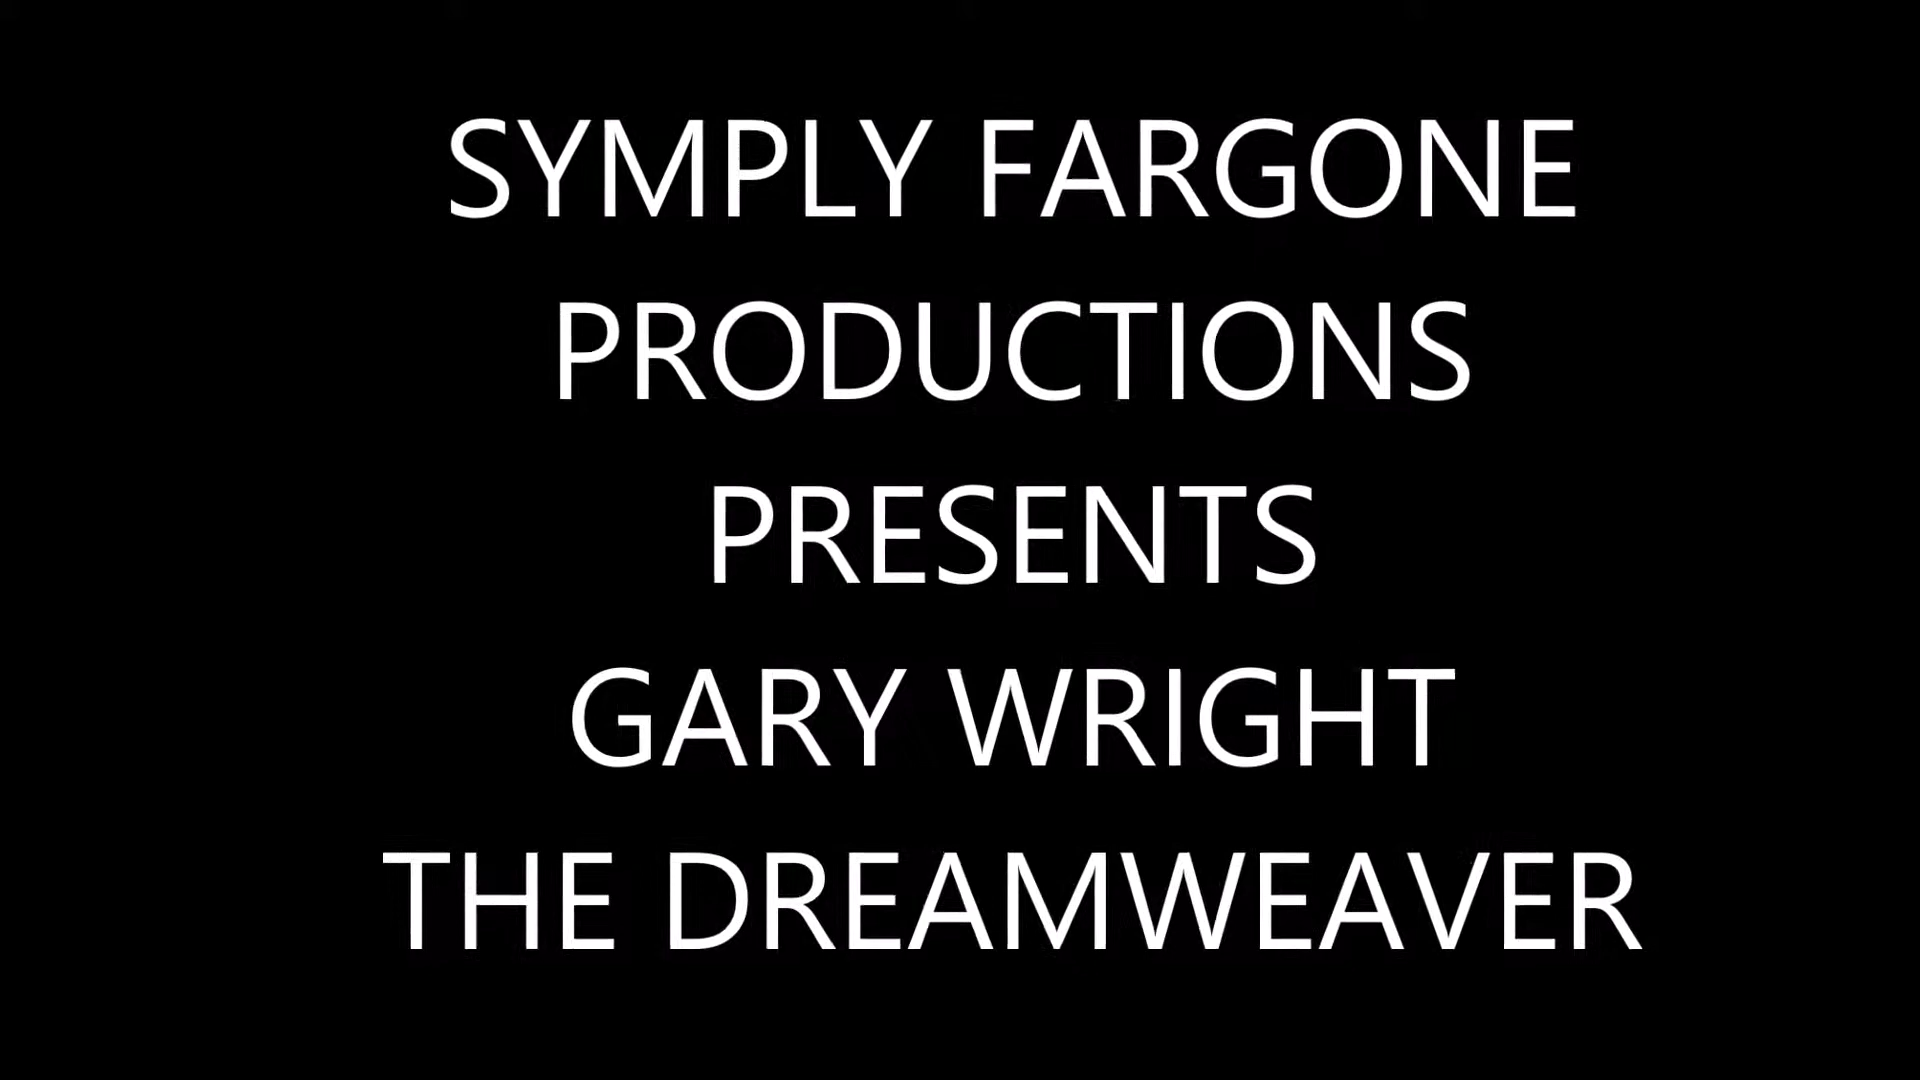 SYMPLY FARGONE
PRODUCTIONS
PRESENTS
GARY WRIGHT
THE DREAMWEAVER